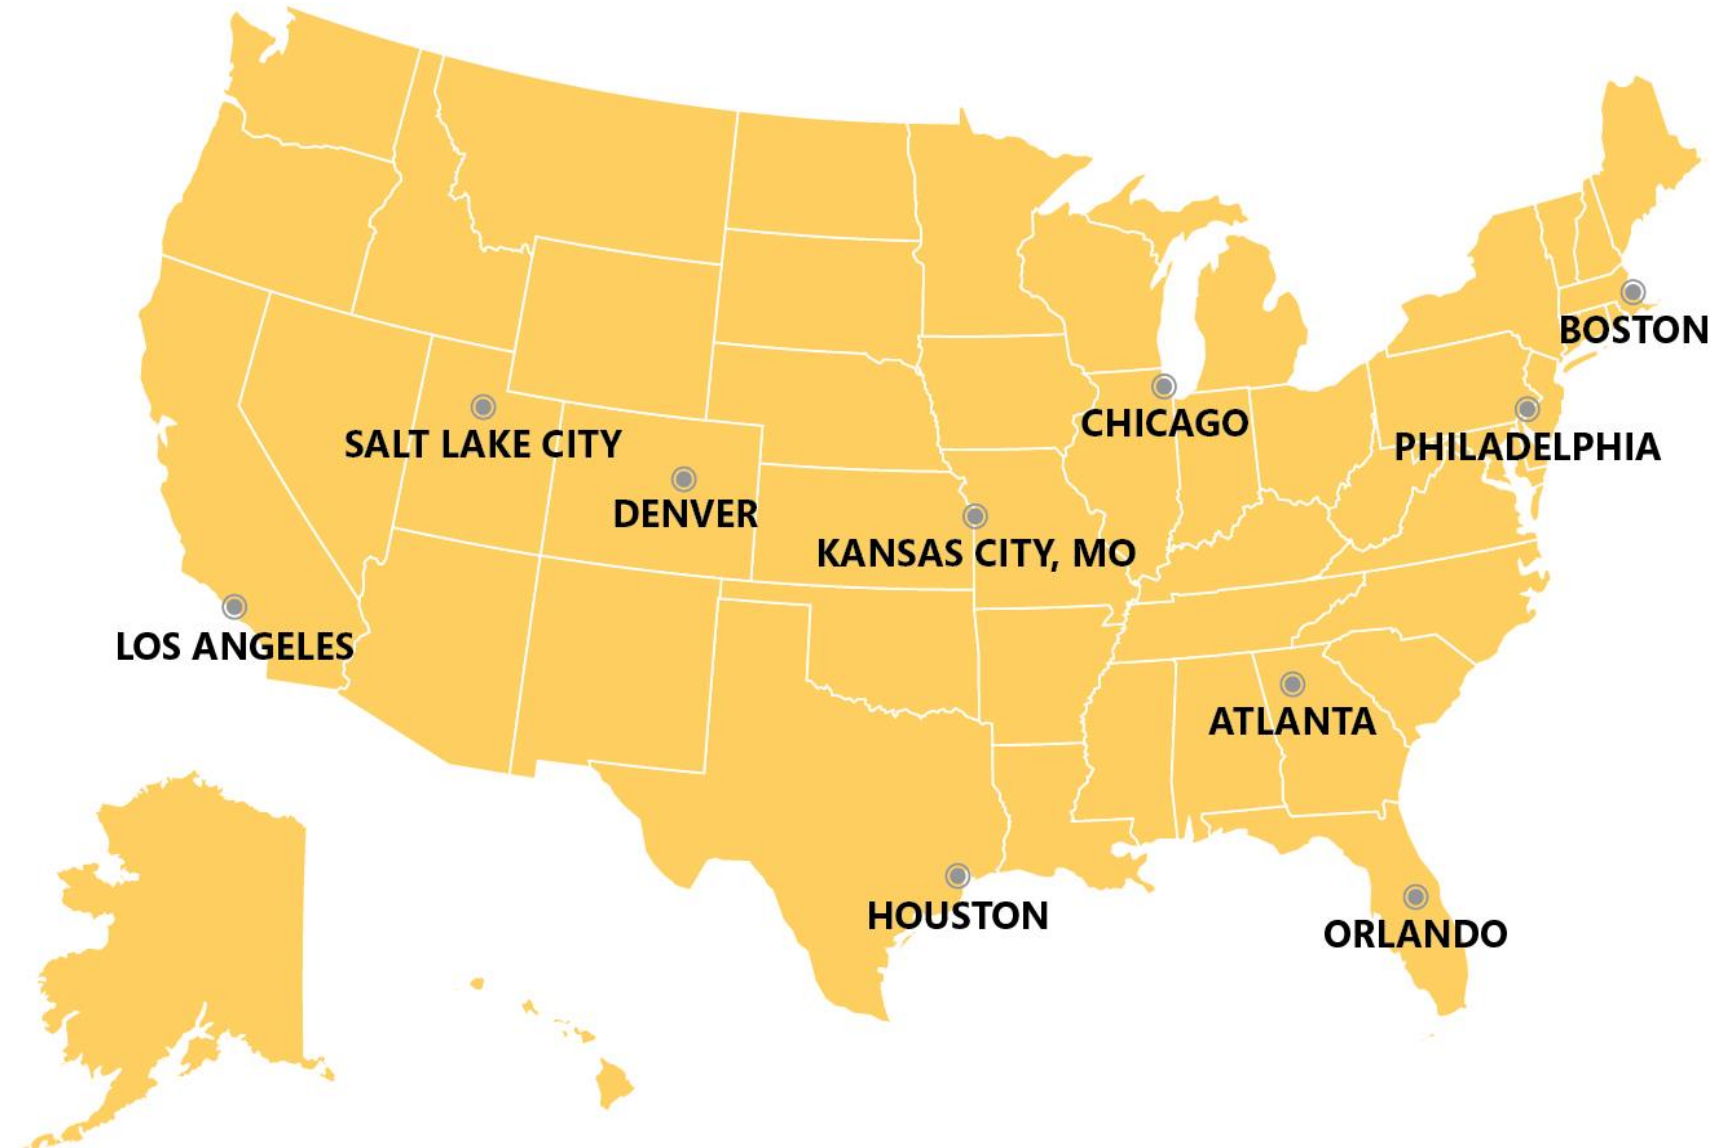 BOSTON
CHICAGO
SALT LAKE CITY
PHILADELPHIA
DENVER
KANSAS CITY, MO
LOS ANGELES
ATLANTA
HOUSTON
ORLANDO